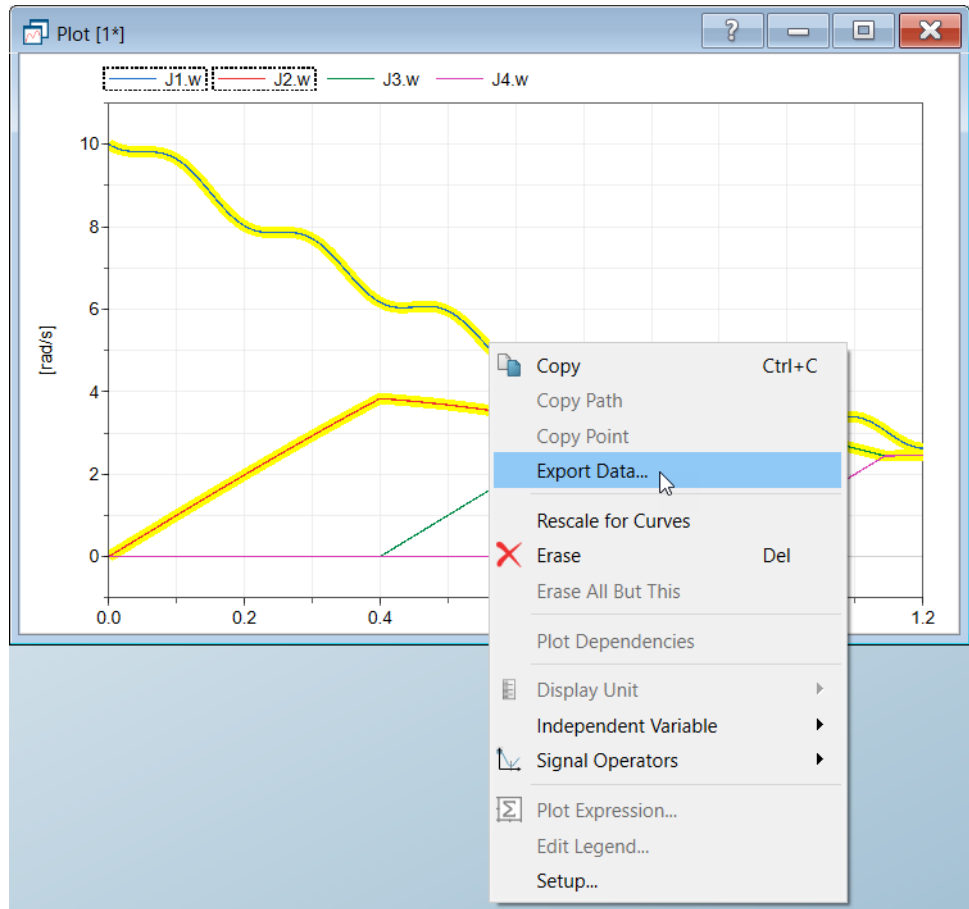 Plot [1*]
?
J1.w J2.w J3.w J4.w
10
8
6
4
2
0
[rad/s]
0.0 0.2 0.4 1.2
Copy Ctrl+C
Copy Path
Copy Point
Export Data...
Rescale for Curves
Erase Del
Erase All But This
Plot Dependencies
Display Unit
Independent Variable
Signal Operators
Plot Expression...
Edit Legend...
Setup...